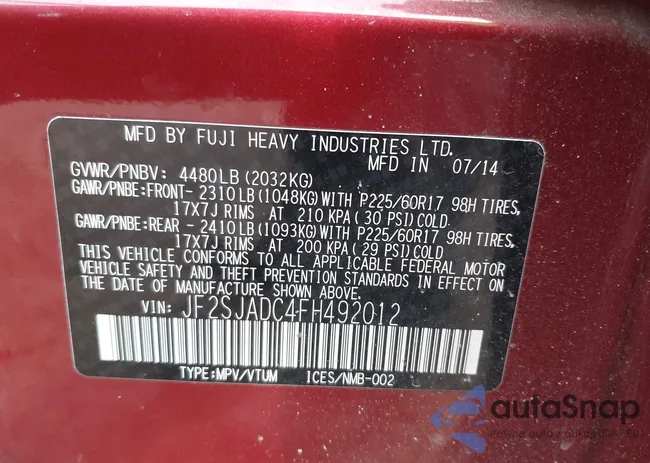 MFD BY FUJI HEAVY INDUSTRIES LTD.
MFD IN 07/14
GVWR/PNBV: 4480LB(2032KG)
GAWR/PNBE:FRONT- 2310LB(1048KG)WITH P225/60R17 98H TIRES,
17X7J RIMS AT 210 KPA(30 PSI)COLD.
GAWR/PNBE:REAR - 2410LB(1093KG)WITH P225/60R17 98H TIRES,
17X7J RIMS AT 200 KPA(29 PSI)COLD
THIS VEHICLE CONFORMS TO ALL APPLICABLE FEDERAL MOTOR
VEHICLE SAFETY AND THEFT PREVENTION STANDARDS IN EFFECT ON
THE DATE OF MANUFACTURE SHOWN ABOVE.
VIN: JF2SJADC4FH492012
TYPE:MPV/VTUM ICES/NMB-002
autaSnap